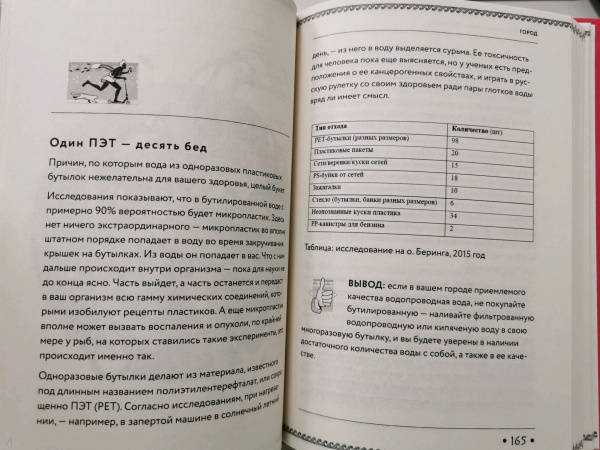 Один ПЭТ — десять бед
Причин, по которым вода из одноразовых пластиковых
бутылок нежелательна для вашего здоровья, целый букет.
Исследования показывают, что в бутилированной воде с
примерно 90% вероятностью будет микропластик. Здесь
нет ничего экстраординарного — микропластик во вполне
штатном порядке попадает в воду во время закручивания
крышек на бутылках. Из воды он попадает в вас. Что с ним
дальше происходит внутри организма — пока для науки не
до конца ясно. Часть выйдет, а часть останется и передаст
в ваш организм всю гамму химических соединений, которы
ми изобилуют рецепты пластиков. А еще микропласти
вполне может вызвать воспаления и опухоли, по крайней
мере у рыб, на которых ставились такие эксперименты, это
происходит именно так.
Одноразовые бутылки делают из материала, известного
под длинным названием полиэтилентерефталат, или сокра
щенно ПЭТ (PET). Согласно исследованиям, при нагрева
нии, — например, в запертой машине в солнечный летний
ГОРОД
день, — из него в воду выделяется сурьма. Ее токсичность
для человека пока еще выясняется, но у ученых есть пред-
положения о ее канцерогенных свойствах, и играть в рус-
скую рулетку со своим здоровьем ради пары глотков воды
вряд ли имеет смысл.
Тип отхода Количество (шт)
PET-бутылки (разных размеров) 98
Пластиковые пакеты 20
Сети/веревки/куски сетей 15
PS-буйки от сетей 18
Зажигалки 10
Стекло (бутылки, банки разных размеров) 6
Неопознанные куски пластика 34
PP-канистры для бензина 2
Таблица: исследование на о. Беринга, 2015 год
ВЫВОД: если в вашем городе приемлемого
качества водопроводная вода, не покупайте
бутилированную — наливайте фильтрованную
водопроводную или кипяченую воду в свою
многоразовую бутылку, и вы будете уверены в наличии
достаточного количества воды с собой, а также в ее каче-
стве.
• 165 •